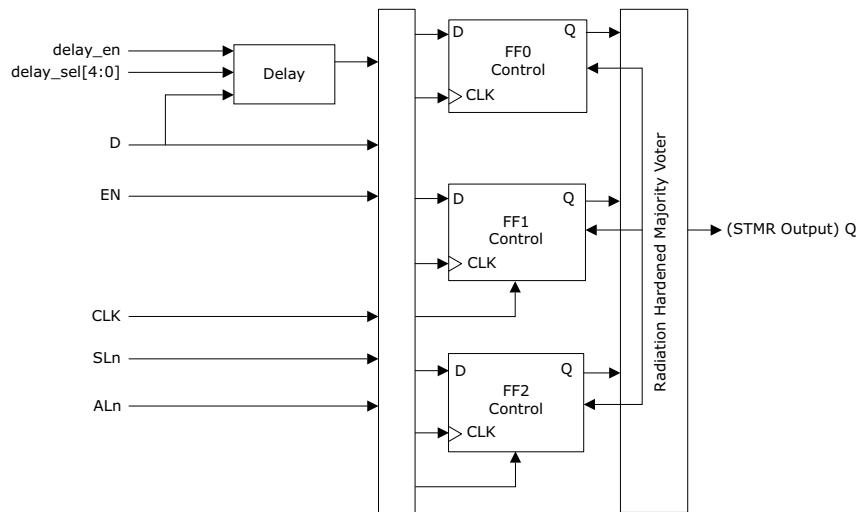 delay_en
delay_sel[4:0]
Delay
D
EN
CLK
SLn
ALn
D
Q
FF0
Control
CLK
D
Q
FF1
Control
CLK
D
Q
FF2
Control
CLK
Radiation Hardened Majority Voter
(STMR Output) Q